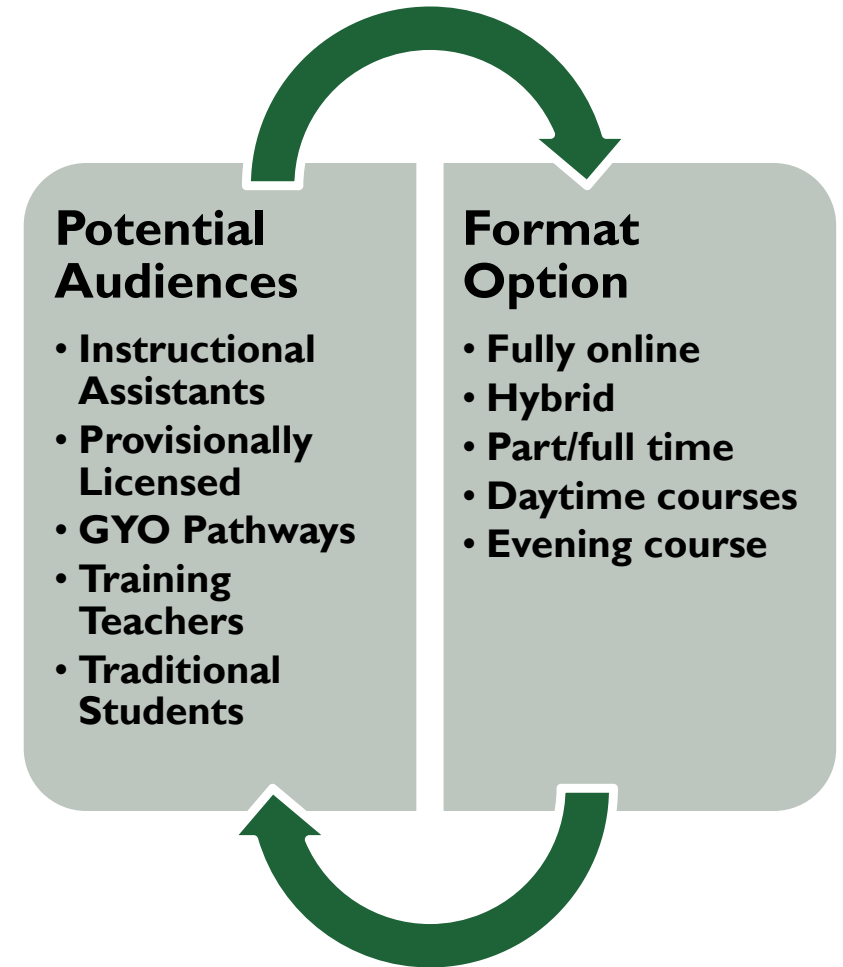 Potential
Audiences
• Instructional
Assistants
• Provisionally
Licensed
• GYO Pathways
• Training
Teachers
• Traditional
Students
Format
Option
• Fully online
• Hybrid
• Part/full time
• Daytime courses
• Evening course